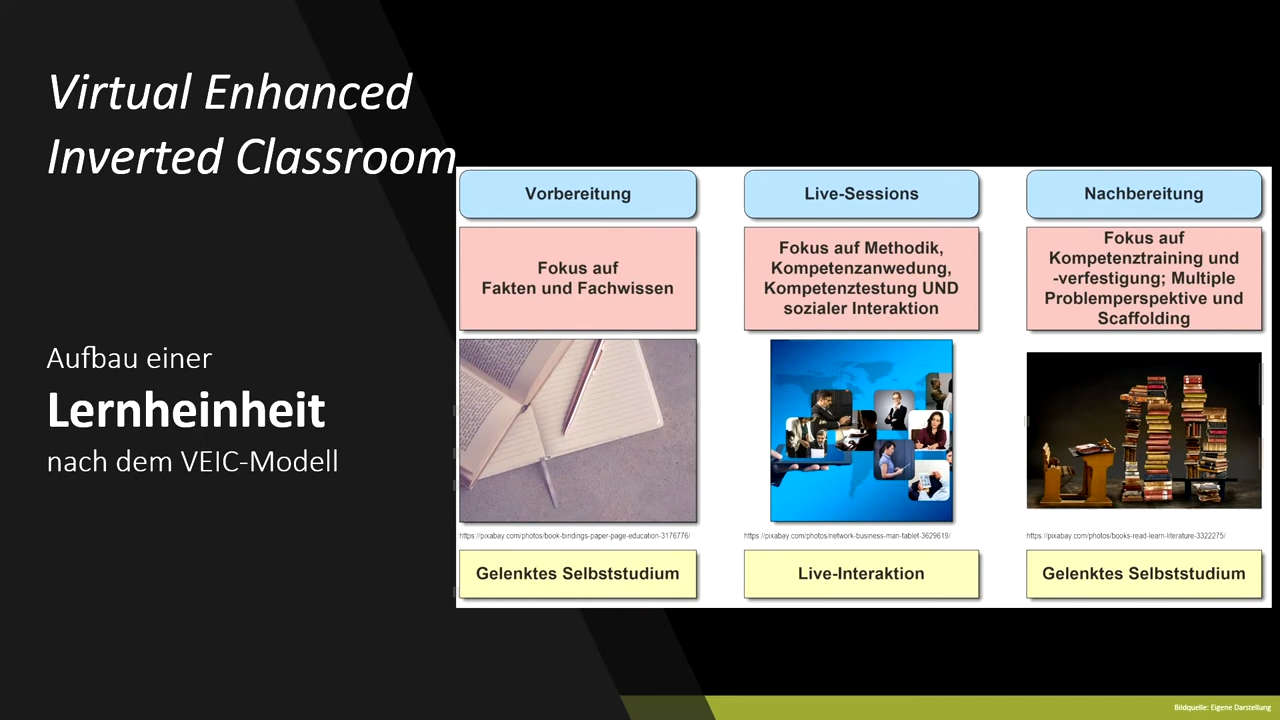 Virtual Enhanced
Inverted Classroom
Aufbau einer
Lernheinheit
nach dem VEIC-Modell
Vorbereitung
Fokus auf
Fakten und Fachwissen
https://pixabay.com/photos/book-bindings-paper-page-education-3176776/
Gelenktes Selbststudium
Live-Sessions
Fokus auf Methodik,
Kompetenzanwedung,
Kompetenztestung UND
sozialer Interaktion
https://pixabay.com/photos/network-business-man-tablet-3629619/
Live-Interaktion
Nachbereitung
Fokus auf
Kompetenztraining und
-verfestigung; Multiple
Problemperspektive und
Scaffolding
https://pixabay.com/photos/books-read-learn-literature-3322275/
Gelenktes Selbststudium
Bildquelle: Eigene Darstellung